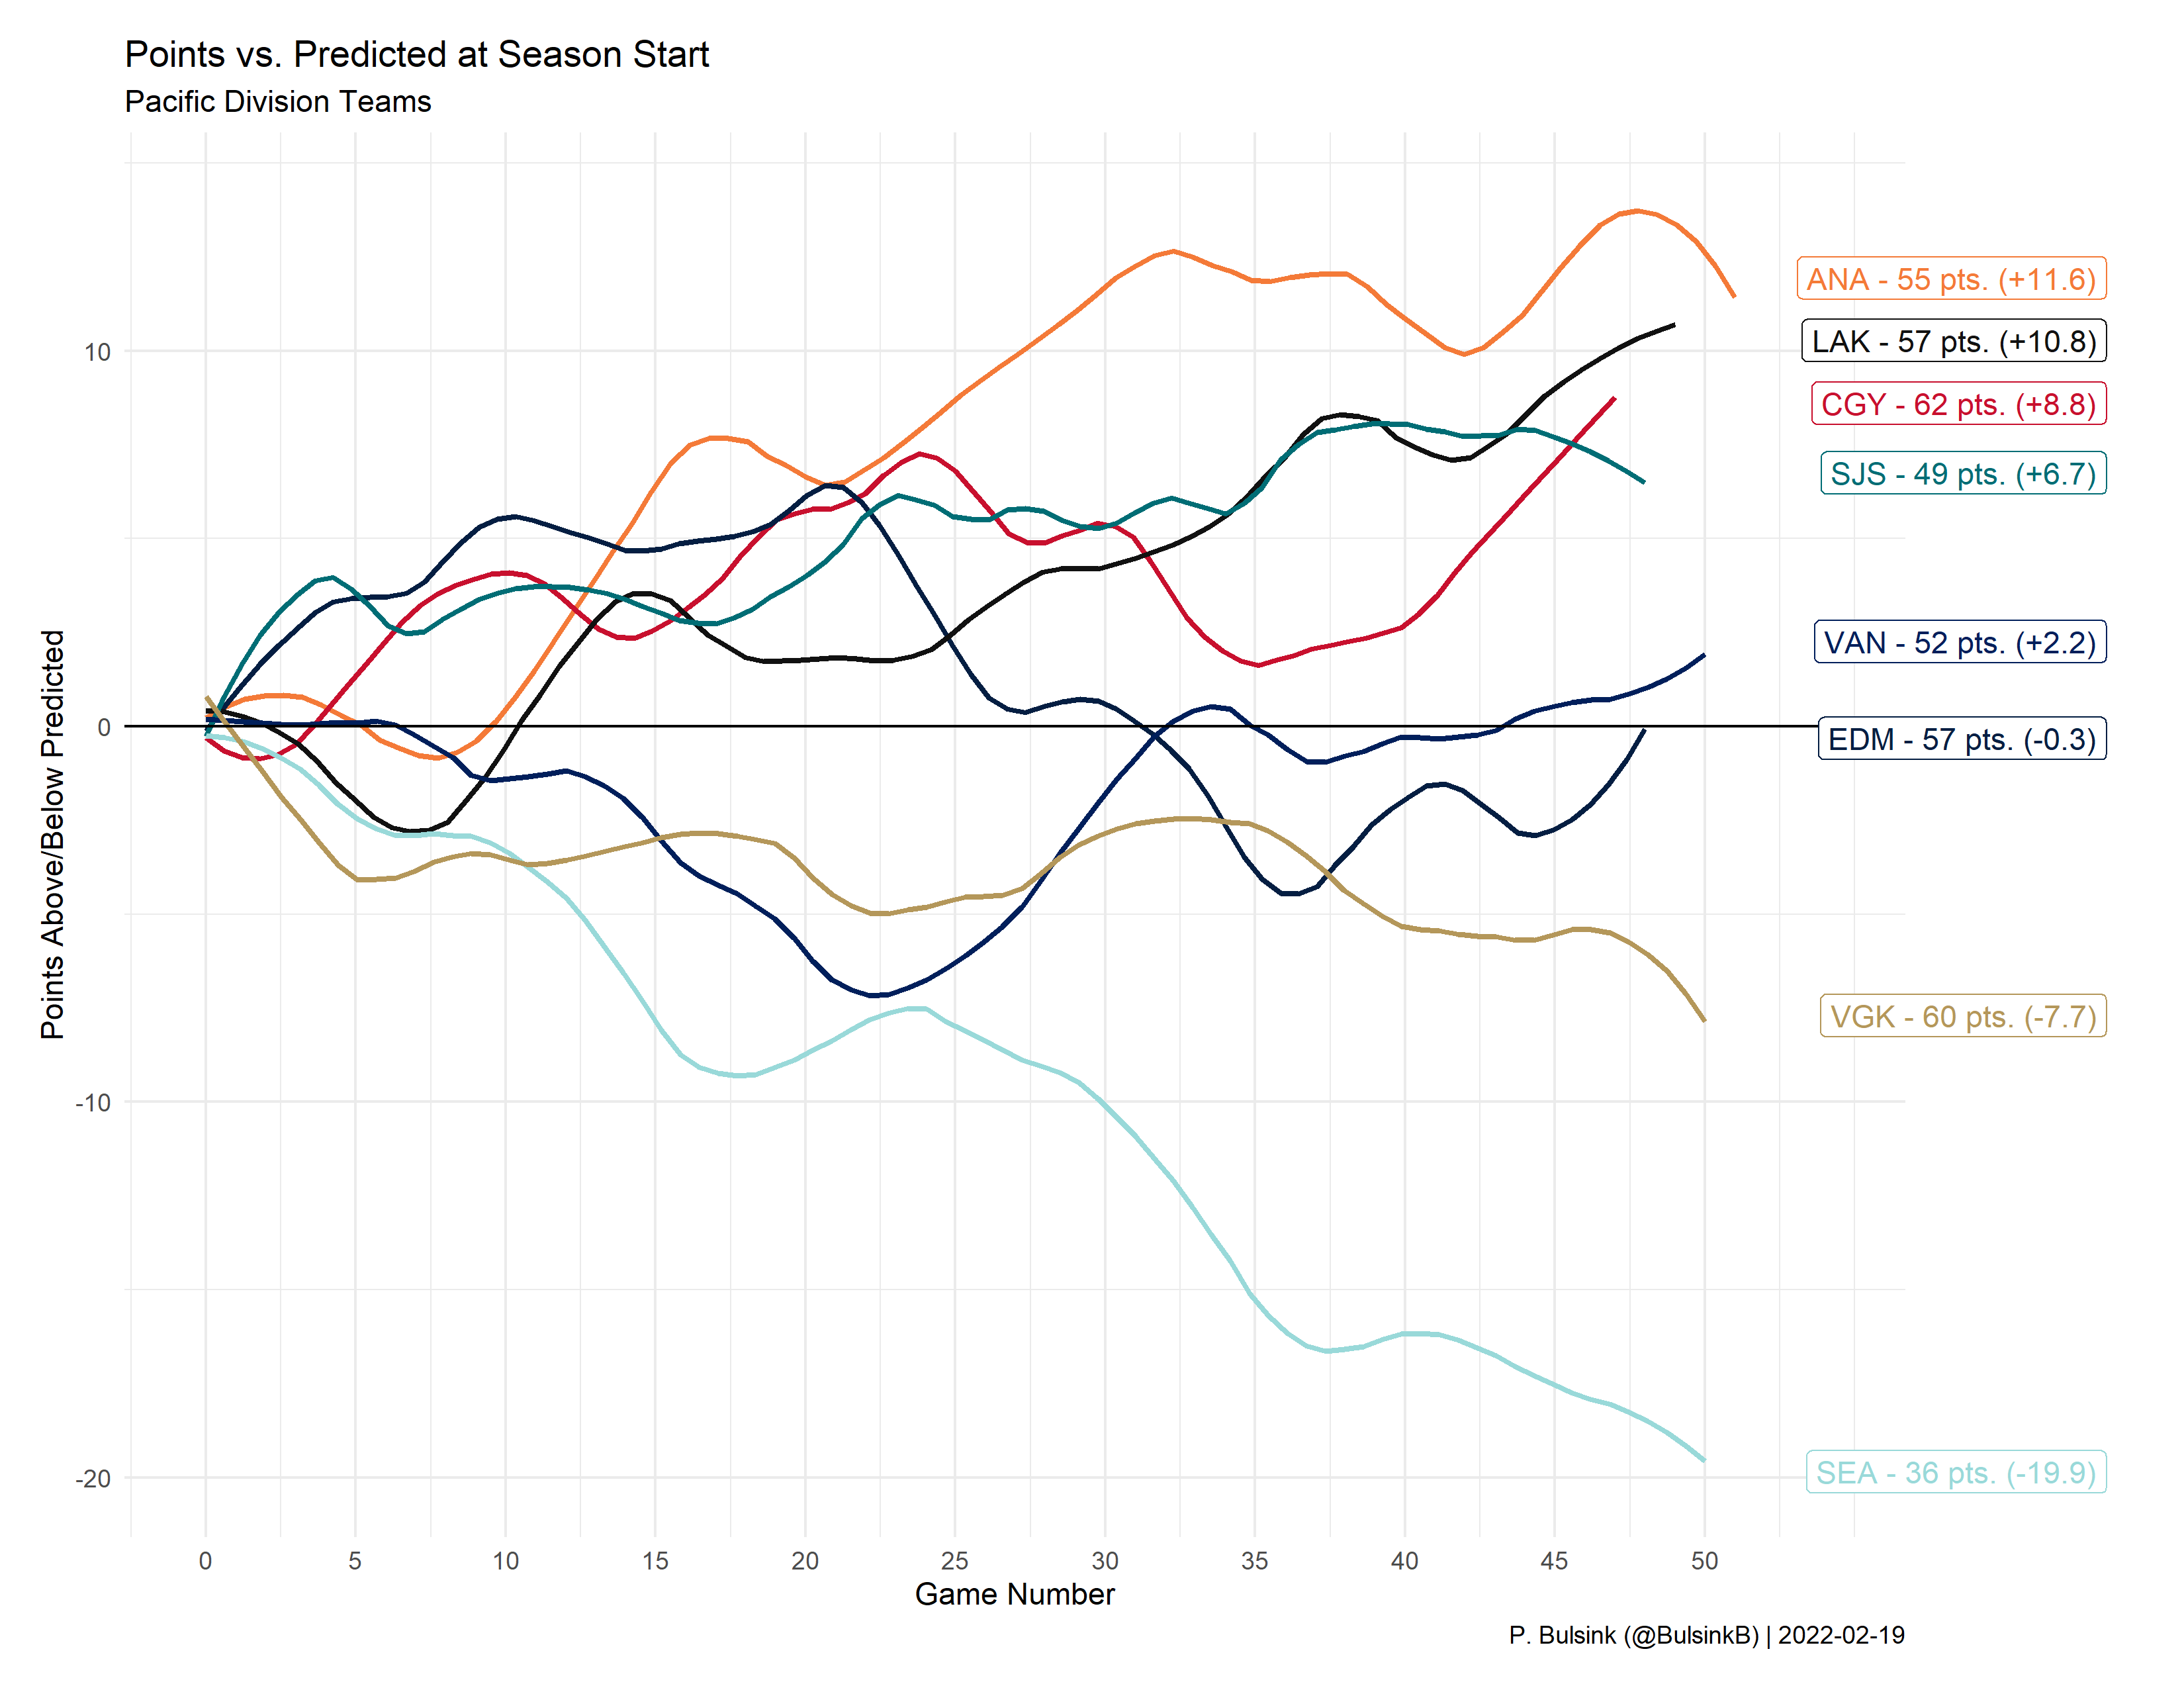 Points vs. Predicted at Season Start
Pacific Division Teams
Points Above/Below Predicted
10
0
-10
-20
ANA - 55 pts. (+11.6)
LAK - 57 pts. (+10.8)
CGY - 62 pts. (+8.8)
SJS - 49 pts. (+6.7)
VAN - 52 pts. (+2.2)
EDM - 57 pts. (-0.3)
VGK - 60 pts. (-7.7)
SEA - 36 pts. (-19.9)
0 5 10 15 20 25 30 35 40 45 50
Game Number
P. Bulsink (@BulsinkB) | 2022-02-19